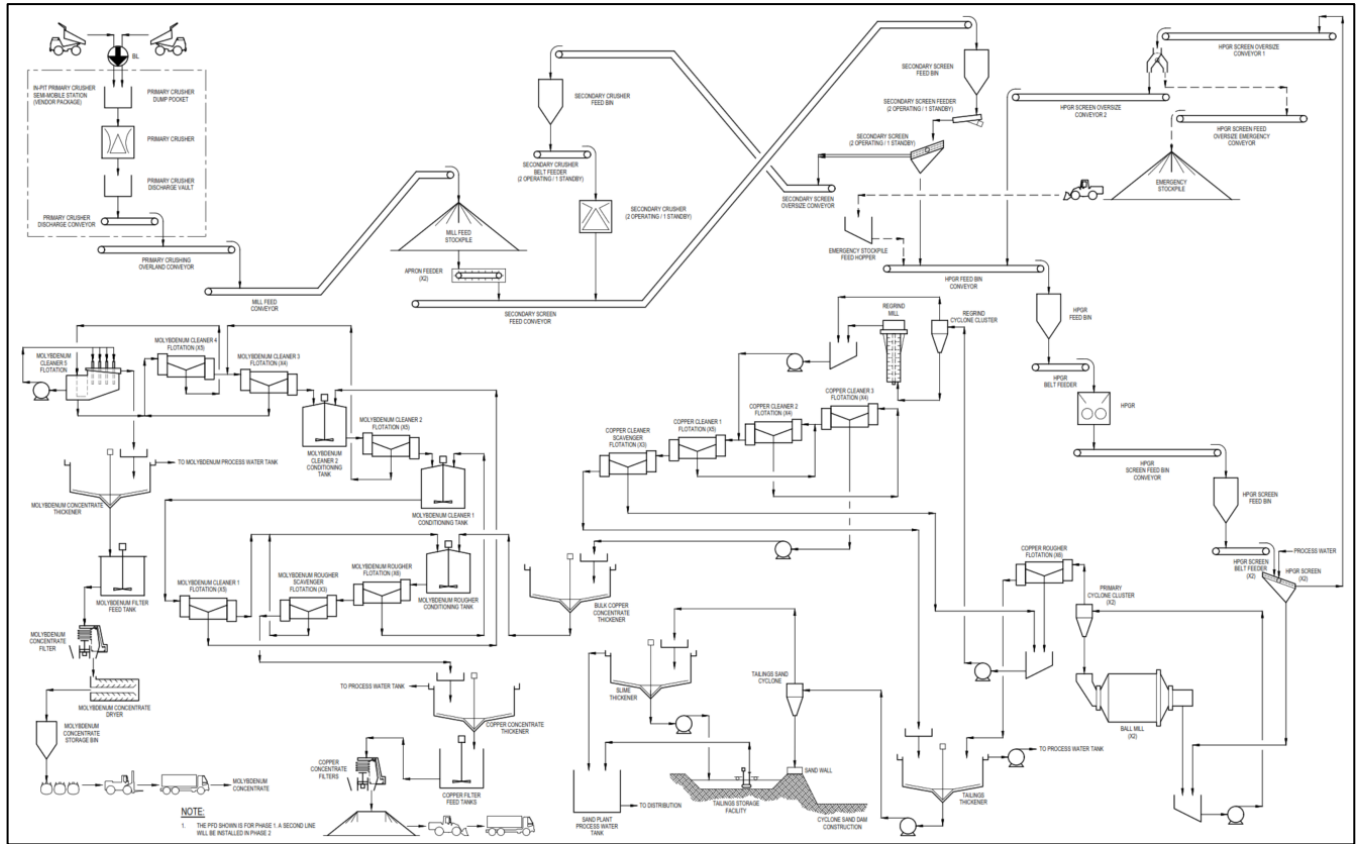 BL
IN-PIT PRIMARY CRUSHER
SEMI-MOBILE STATION
(VENDOR PACKAGE)
PRIMARY CRUSHER
DUMP POCKET
PRIMARY CRUSHER
PRIMARY CRUSHER
DISCHARGE VAULT
PRIMARY CRUSHER
DISCHARGE CONVEYOR
PRIMARY CRUSHING
OVERLAND CONVEYOR
MILL FEED
CONVEYOR
MILL FEED
STOCKPILE
APRON FEEDER
(X2)
SECONDARY CRUSHER
FEED BIN
SECONDARY CRUSHER
BELT FEEDER
(2 OPERATING / 1 STANDBY)
SECONDARY CRUSHER
(2 OPERATING / 1 STANDBY)
SECONDARY SCREEN
FEED CONVEYOR
SECONDARY SCREEN
FEED BIN
SECONDARY SCREEN FEEDER
(2 OPERATING / 1 STANDBY)
SECONDARY SCREEN
(2 OPERATING / 1 STANDBY)
SECONDARY SCREEN
OVERSIZE CONVEYOR
EMERGENCY STOCKPILE
FEED HOPPER
HPGR SCREEN OVERSIZE
CONVEYOR 1
HPGR SCREEN OVERSIZE
CONVEYOR 2
HPGR SCREEN FEED
OVERSIZE EMERGENCY
CONVEYOR
EMERGENCY
STOCKPILE
HPGR FEED BIN
CONVEYOR
HPGR
FEED BIN
HPGR
BELT FEEDER
HPGR
HPGR
SCREEN FEED BIN
CONVEYOR
HPGR SCREEN
FEED BIN
HPGR SCREEN
BELT FEEDER
(X2)
PROCESS WATER
HPGR SCREEN
(X2)
MOLYBDENUM
CLEANER 5
FLOTATION
MOLYBDENUM CLEANER 4
FLOTATION (X5)
MOLYBDENUM CLEANER 3
FLOTATION (X4)
MOLYBDENUM
CLEANER 2
CONDITIONING
TANK
MOLYBDENUM CLEANER 2
FLOTATION (X5)
MOLYBDENUM CLEANER 1
CONDITIONING TANK
TO MOLYBDENUM PROCESS WATER TANK
MOLYBDENUM CONCENTRATE
THICKENER
MOLYBDENUM FILTER
FEED TANK
MOLYBDENUM
CONCENTRATE
FILTER
MOLYBDENUM CONCENTRATE
DRYER
MOLYBDENUM
CONCENTRATE
STORAGE BIN
MOLYBDENUM
CONCENTRATE
MOLYBDENUM CLEANER 1
FLOTATION (X5)
MOLYBDENUM ROUGHER
SCAVENGER
FLOTATION (X3)
MOLYBDENUM ROUGHER
FLOTATION (X6)
MOLYBDENUM ROUGHER
CONDITIONING TANK
TO PROCESS WATER TANK
COPPER CONCENTRATE
THICKENER
COPPER
CONCENTRATE
FILTERS
COPPER FILTER
FEED TANKS
REGRIND
MILL
REGRIND
CYCLONE CLUSTER
COPPER CLEANER 3
FLOTATION
(X4)
COPPER CLEANER 2
FLOTATION (X4)
COPPER CLEANER 1
FLOTATION (X5)
COPPER CLEANER
SCAVENGER
FLOTATION (X3)
BULK COPPER
CONCENTRATE
THICKENER
SLIME
THICKENER
TAILINGS SAND
CYCLONE
SAND WALL
TAILINGS STORAGE
FACILITY
CYCLONE SAND DAM
CONSTRUCTION
TO DISTRIBUTION
SAND PLANT
PROCESS WATER
TANK
COPPER ROUGHER
FLOTATION (X6)
PRIMARY
CYCLONE CLUSTER
(X2)
BALL MILL
(X2)
TO PROCESS WATER TANK
TAILINGS
THICKENER
NOTE:
1. THE PFD SHOWN IS FOR PHASE 1. A SECOND LINE
WILL BE INSTALLED IN PHASE 2